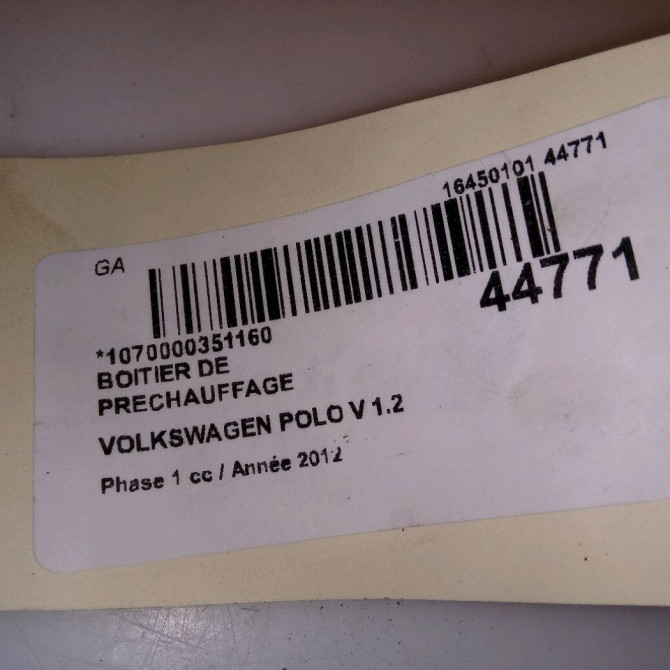 16450101 44771
GA
44771
*1070000351160
BOITIER DE
PRECHAUFFAGE
VOLKSWAGEN POLO V 1.2
Phase 1 cc / Année 2012